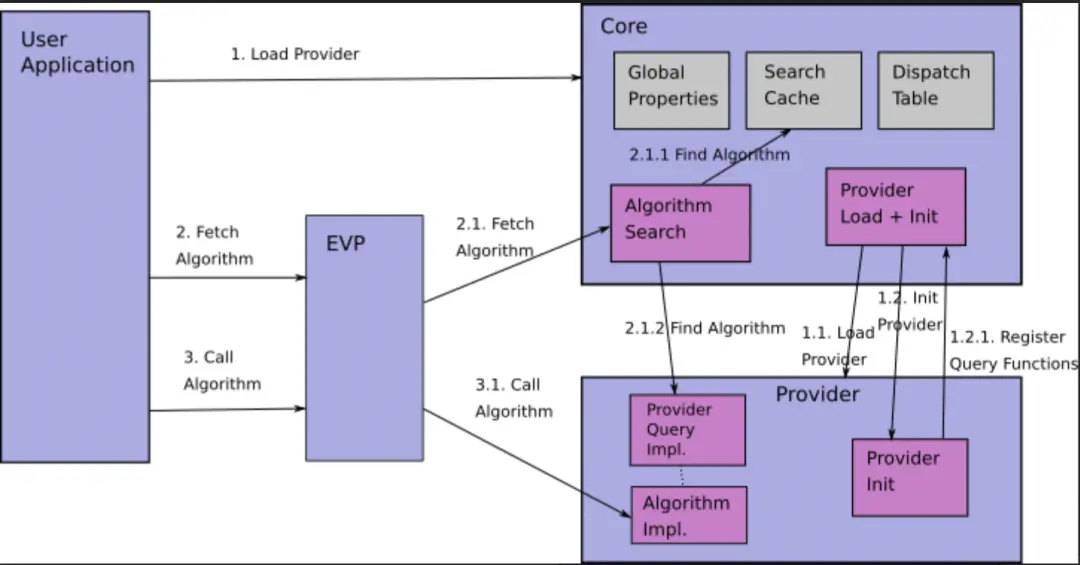 User
Application
1. Load Provider
Core
Global
Properties
Search
Cache
Dispatch
Table
2.1.1 Find Algorithm
Algorithm
Search
Provider
Load + Init
2. Fetch
Algorithm
EVP
2.1. Fetch
Algorithm
3. Call
Algorithm
3.1. Call
Algorithm
2.1.2 Find Algorithm
1.1. Load
Provider
1.2. Init
Provider
1.2.1. Register
Query Functions
Provider
Provider
Query
Impl.
Algorithm
Impl.
Provider
Init